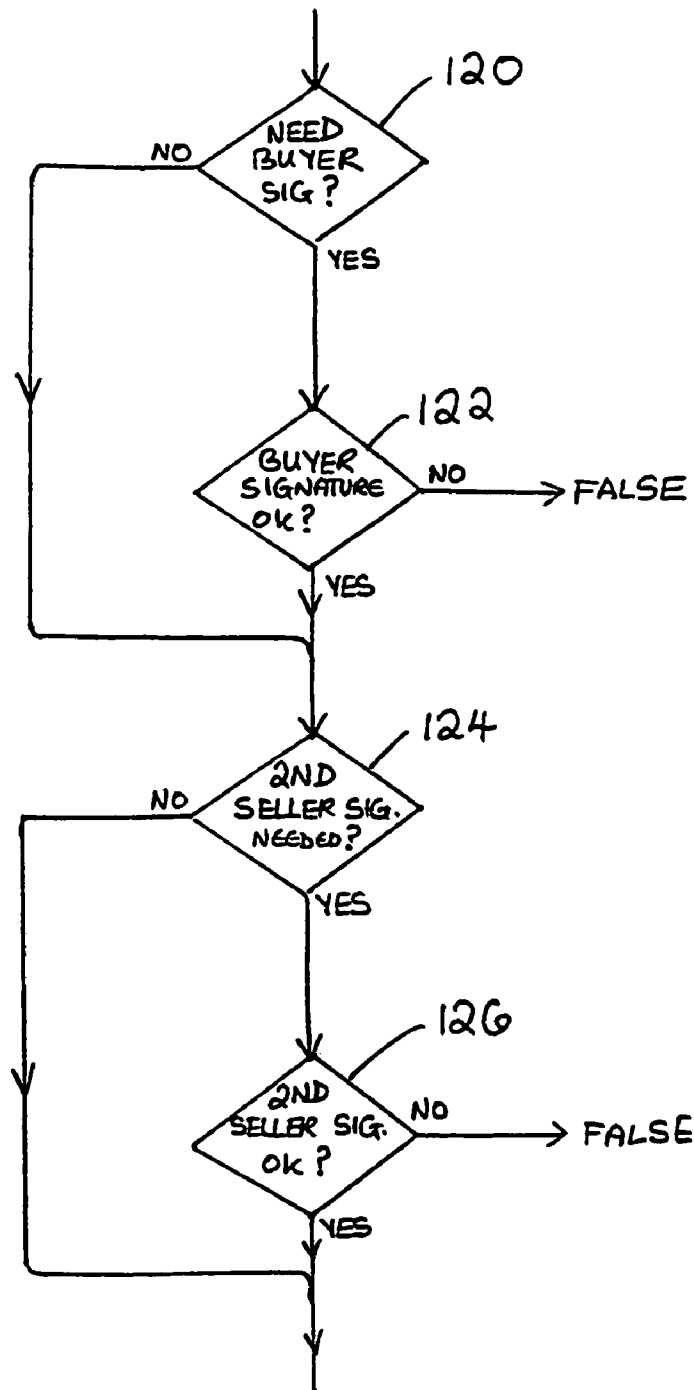 120
NEED
BUYER
SIG?
NO
YES
122
BUYER
SIGNATURE
OK?
NO
FALSE
YES
124
2ND
SELLER SIG.
NEEDED?
NO
YES
126
2ND
SELLER SIG.
OK?
NO
FALSE
YES